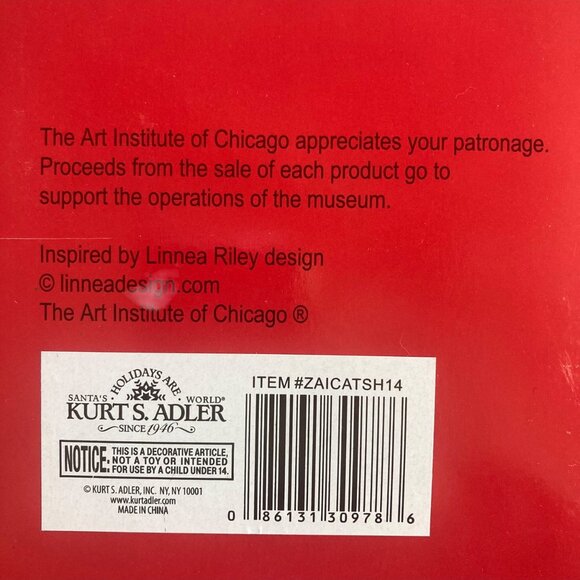 The Art Institute of Chicago appreciates your patronage.
Proceeds from the sale of each product go to
support the operations of the museum.
Inspired by Linnea Riley design
© linneadesign.com
The Art Institute of Chicago ®
HOLIDAYS ARE
SANTA'S WORLD®
KURT S. ADLER
SINCE 1946
NOTICE: THIS IS A DECORATIVE ARTICLE,
NOT A TOY OR INTENDED
FOR USE BY A CHILD UNDER 14.
© KURT S. ADLER, INC. NY, NY 10001
www.kurtadler.com
MADE IN CHINA
ITEM #ZAICATSH14
0 86131 30978 6